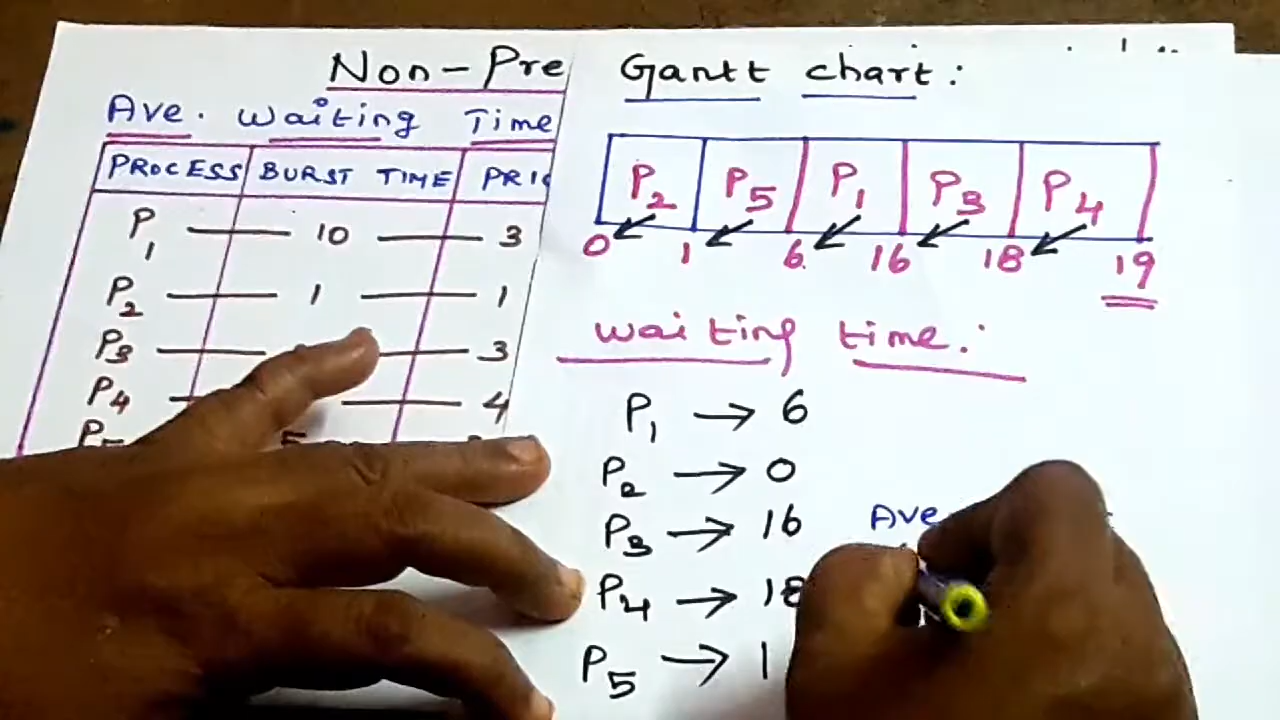 Non-Pre
Ave. Waiting Time
PROCESS BURST TIME
P1 10 3
P2 1 1
P3 3
P4 4
5
Gantt chart:
P2 P5 P1 P3 P4
0 1 6 16 18 19
Waiting time:
P1 → 6
P2 → 0
P3 → 16
P4 → 18
P5 → 1
Ave